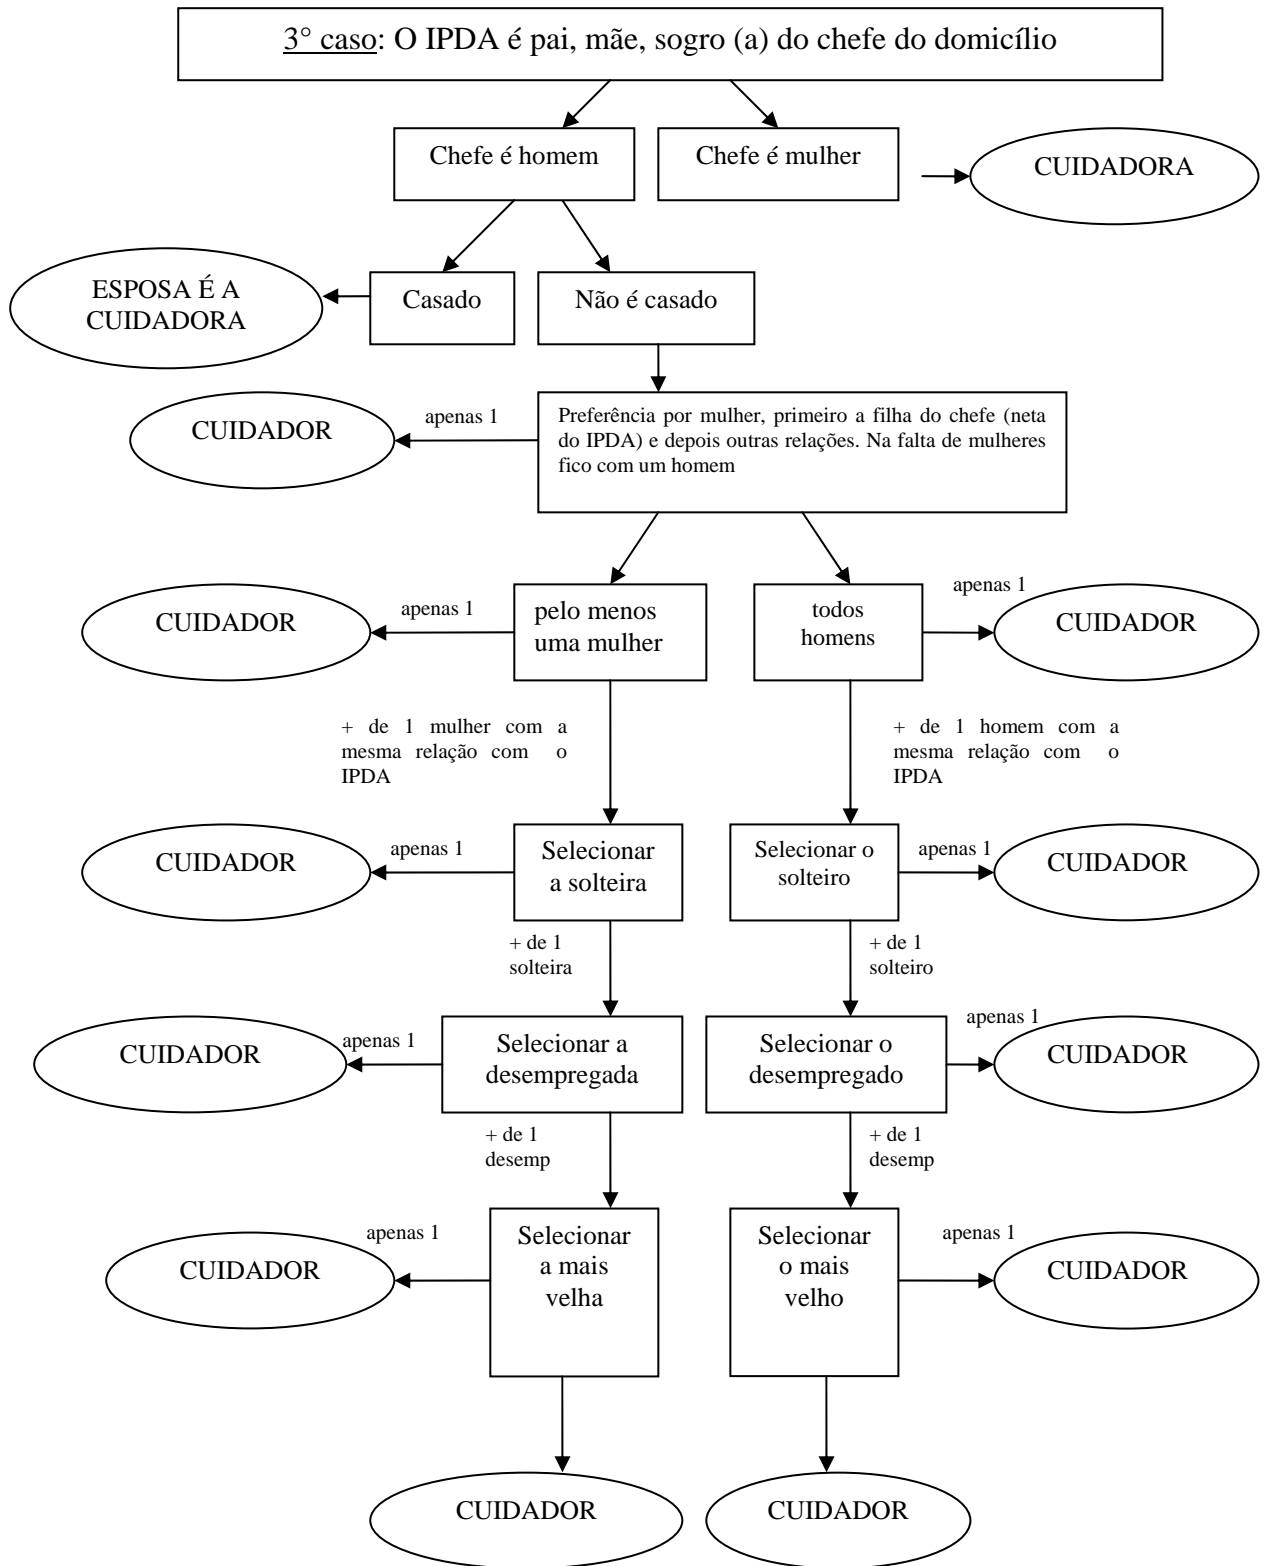 3° caso: O IPDA é pai, mãe, sogro (a) do chefe do domicílio
Chefe é homem
Chefe é mulher
CUIDADORA
ESPOSA É A
CUIDADORA
Casado
Não é casado
CUIDADOR
apenas 1
Preferência por mulher, primeiro a filha do chefe (neta
do IPDA) e depois outras relações. Na falta de mulheres
fico com um homem
CUIDADOR
apenas 1
pelo menos
uma mulher
todos
homens
apenas 1
CUIDADOR
+ de 1 mulher com a
mesma relação com o
IPDA
+ de 1 homem com a
mesma relação com o
IPDA
CUIDADOR
apenas 1
Selecionar
a solteira
Selecionar o
solteiro
apenas 1
CUIDADOR
+ de 1
solteira
+ de 1
solteiro
CUIDADOR
apenas 1
Selecionar a
desempregada
Selecionar o
desempregado
apenas 1
CUIDADOR
+ de 1
desemp
+ de 1
desemp
CUIDADOR
apenas 1
Selecionar
a mais
velha
Selecionar
o mais
velho
apenas 1
CUIDADOR
CUIDADOR
CUIDADOR